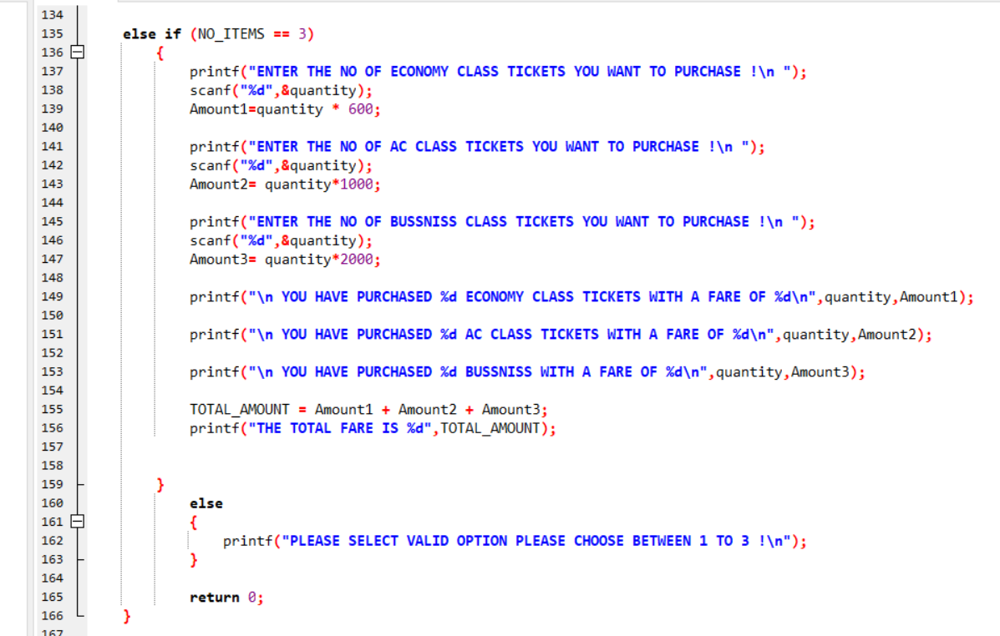 134
135 else if (NO_ITEMS == 3)
136 {
137 printf("ENTER THE NO OF ECONOMY CLASS TICKETS YOU WANT TO PURCHASE !\n ");
138 scanf("%d",&quantity);
139 Amount1=quantity * 600;
140
141 printf("ENTER THE NO OF AC CLASS TICKETS YOU WANT TO PURCHASE !\n ");
142 scanf("%d",&quantity);
143 Amount2= quantity*1000;
144
145 printf("ENTER THE NO OF BUSSNISS CLASS TICKETS YOU WANT TO PURCHASE !\n ");
146 scanf("%d",&quantity);
147 Amount3= quantity*2000;
148
149 printf("\n YOU HAVE PURCHASED %d ECONOMY CLASS TICKETS WITH A FARE OF %d\n",quantity,Amount1);
150
151 printf("\n YOU HAVE PURCHASED %d AC CLASS TICKETS WITH A FARE OF %d\n",quantity,Amount2);
152
153 printf("\n YOU HAVE PURCHASED %d BUSSNISS WITH A FARE OF %d\n",quantity,Amount3);
154
155 TOTAL_AMOUNT = Amount1 + Amount2 + Amount3;
156 printf("THE TOTAL FARE IS %d",TOTAL_AMOUNT);
157
158
159 }
160 else
161 {
162 printf("PLEASE SELECT VALID OPTION PLEASE CHOOSE BETWEEN 1 TO 3 !\n");
163 }
164
165 return 0;
166 }
167